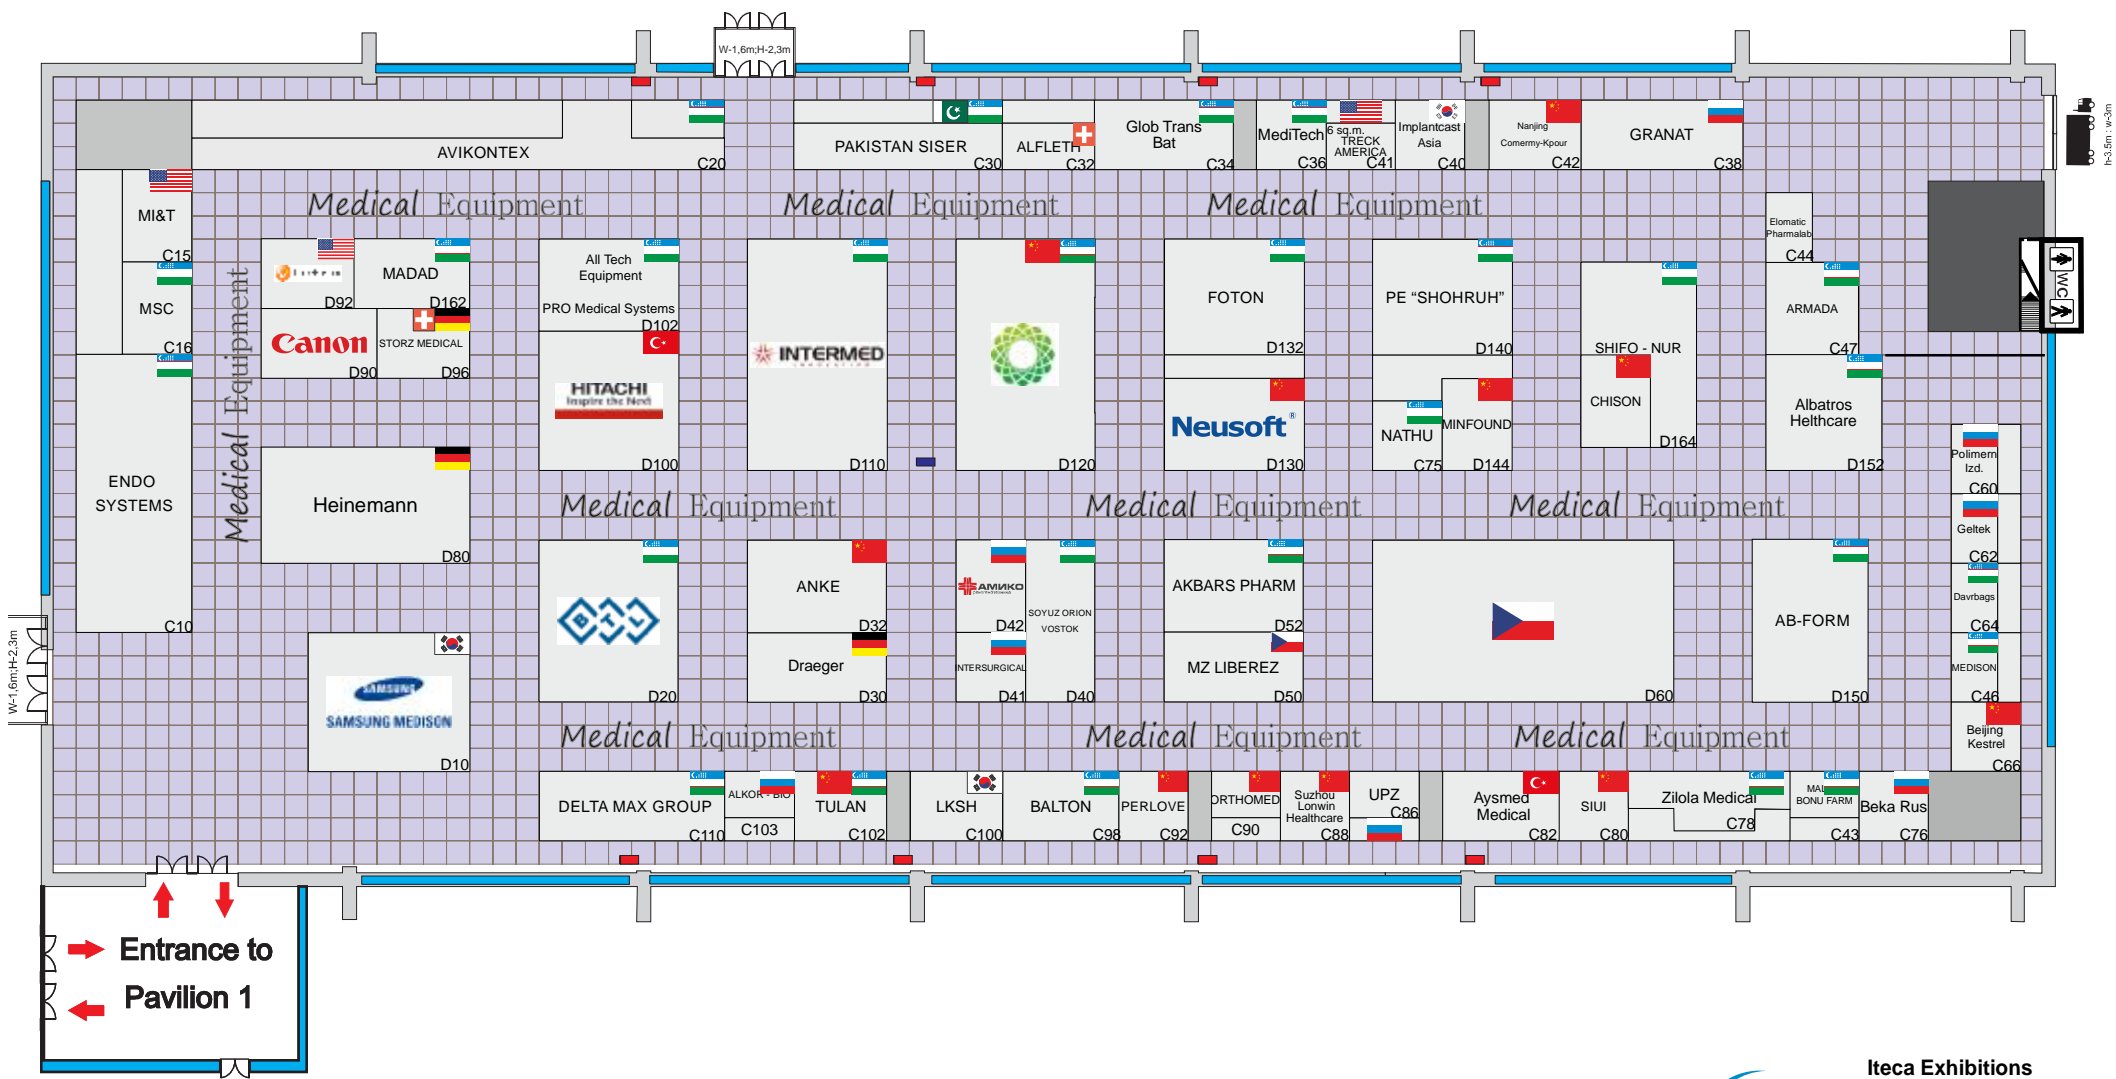 W-1,6m;H-2,3m
AVIKONTEX
C20
PAKISTAN SISER
C30
ALFLETH
C32
Glob Trans
Bat
C34
MediTech
C36
6 sq.m.
TRECK
AMERICA
C41
Implantcast
Asia
C40
Nanjing
Comermy-Kpour
C42
GRANAT
C38
h-3.5m ; w-3m
Medical Equipment
Medical Equipment
Medical Equipment
MI&T
C15
MSC
C16
ENDO
SYSTEMS
C10
Medical Equipment
D92
MADAD
D162
Canon
D90
STORZ MEDICAL
D96
All Tech
Equipment
PRO Medical Systems
D102
HITACHI
Inspire the Next
D100
INTERMED
D110
D120
FOTON
D132
Neusoft®
D130
PE “SHOHRUH”
D140
NATHU
C75
MINFOUND
D144
SHIFO - NUR
CHISON
D164
Elomatic
Pharmalab
C44
ARMADA
C47
Albatros
Helthcare
D152
WC
Polimern
Izd.
C60
Geltek
C62
Davrbags
C64
MEDISON
C46
Beijing
Kestrel
C66
Heinemann
D80
Medical Equipment
Medical Equipment
Medical Equipment
W-1,6m;H-2,3m
SAMSUNG
SAMSUNG MEDISON
D10
BTL
D20
ANKE
D32
Draeger
D30
АМИКО
D42
INTERSURGICAL
D41
SOYUZ ORION
VOSTOK
D40
AKBARS PHARM
D52
MZ LIBEREZ
D50
D60
AB-FORM
D150
Medical Equipment
Medical Equipment
Medical Equipment
DELTA MAX GROUP
C110
ALKOR - BIO
C103
TULAN
C102
LKSH
C100
BALTON
C98
PERLOVE
C92
ORTHOMED
C90
Suzhou
Lonwin
Healthcare
C88
UPZ
C86
Aysmed
Medical
C82
SIUI
C80
Zilola Medical
C78
BONU FARM
C43
Beka Rus
C76
Entrance to
Pavilion 1
Iteca Exhibitions